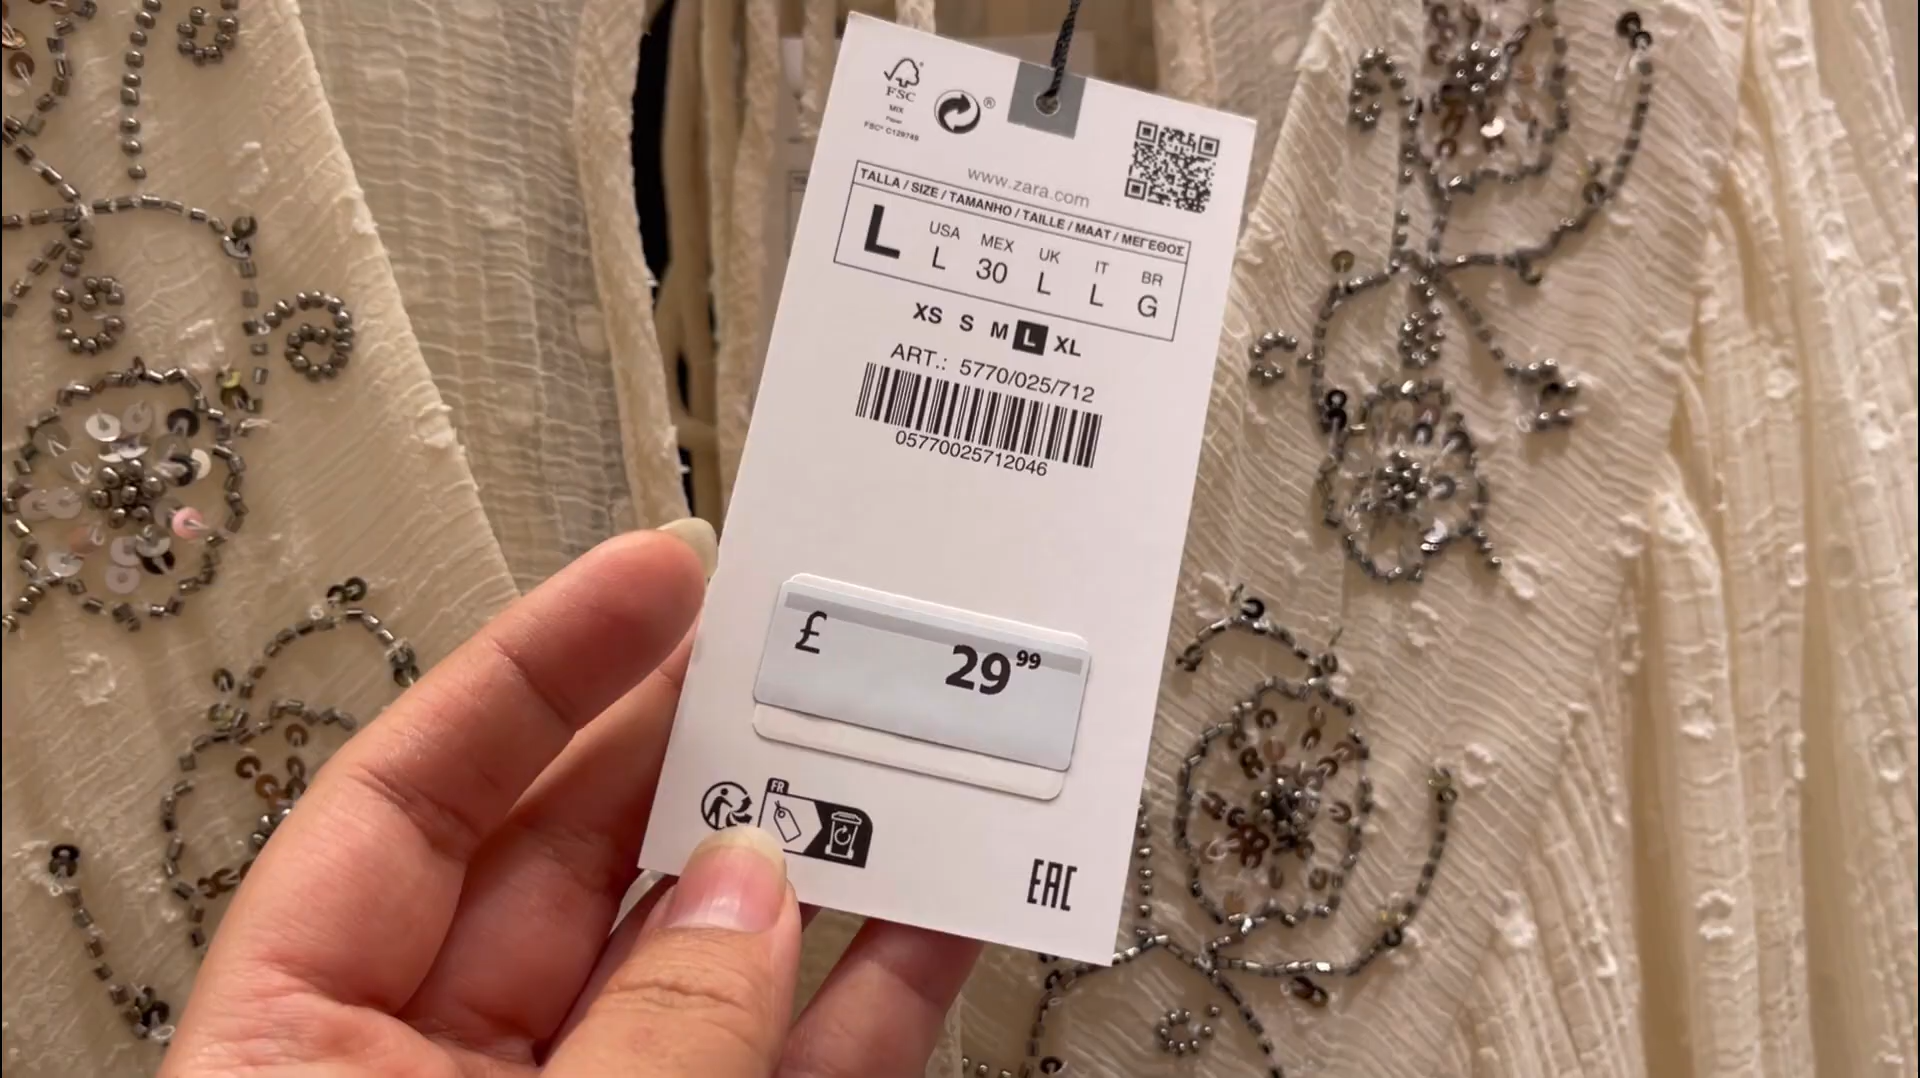 FSC
MIX
Paper
FSC® C129749
®
www.zara.com
TALLA / SIZE / TAMANHO / TAILLE / MAAT / ΜΕΓΕΘΟΣ
L USA MEX UK IT BR
L 30 L L G
XS S M L XL
ART.: 5770/025/712
05770025712046
£ 29 99
FR
EAC